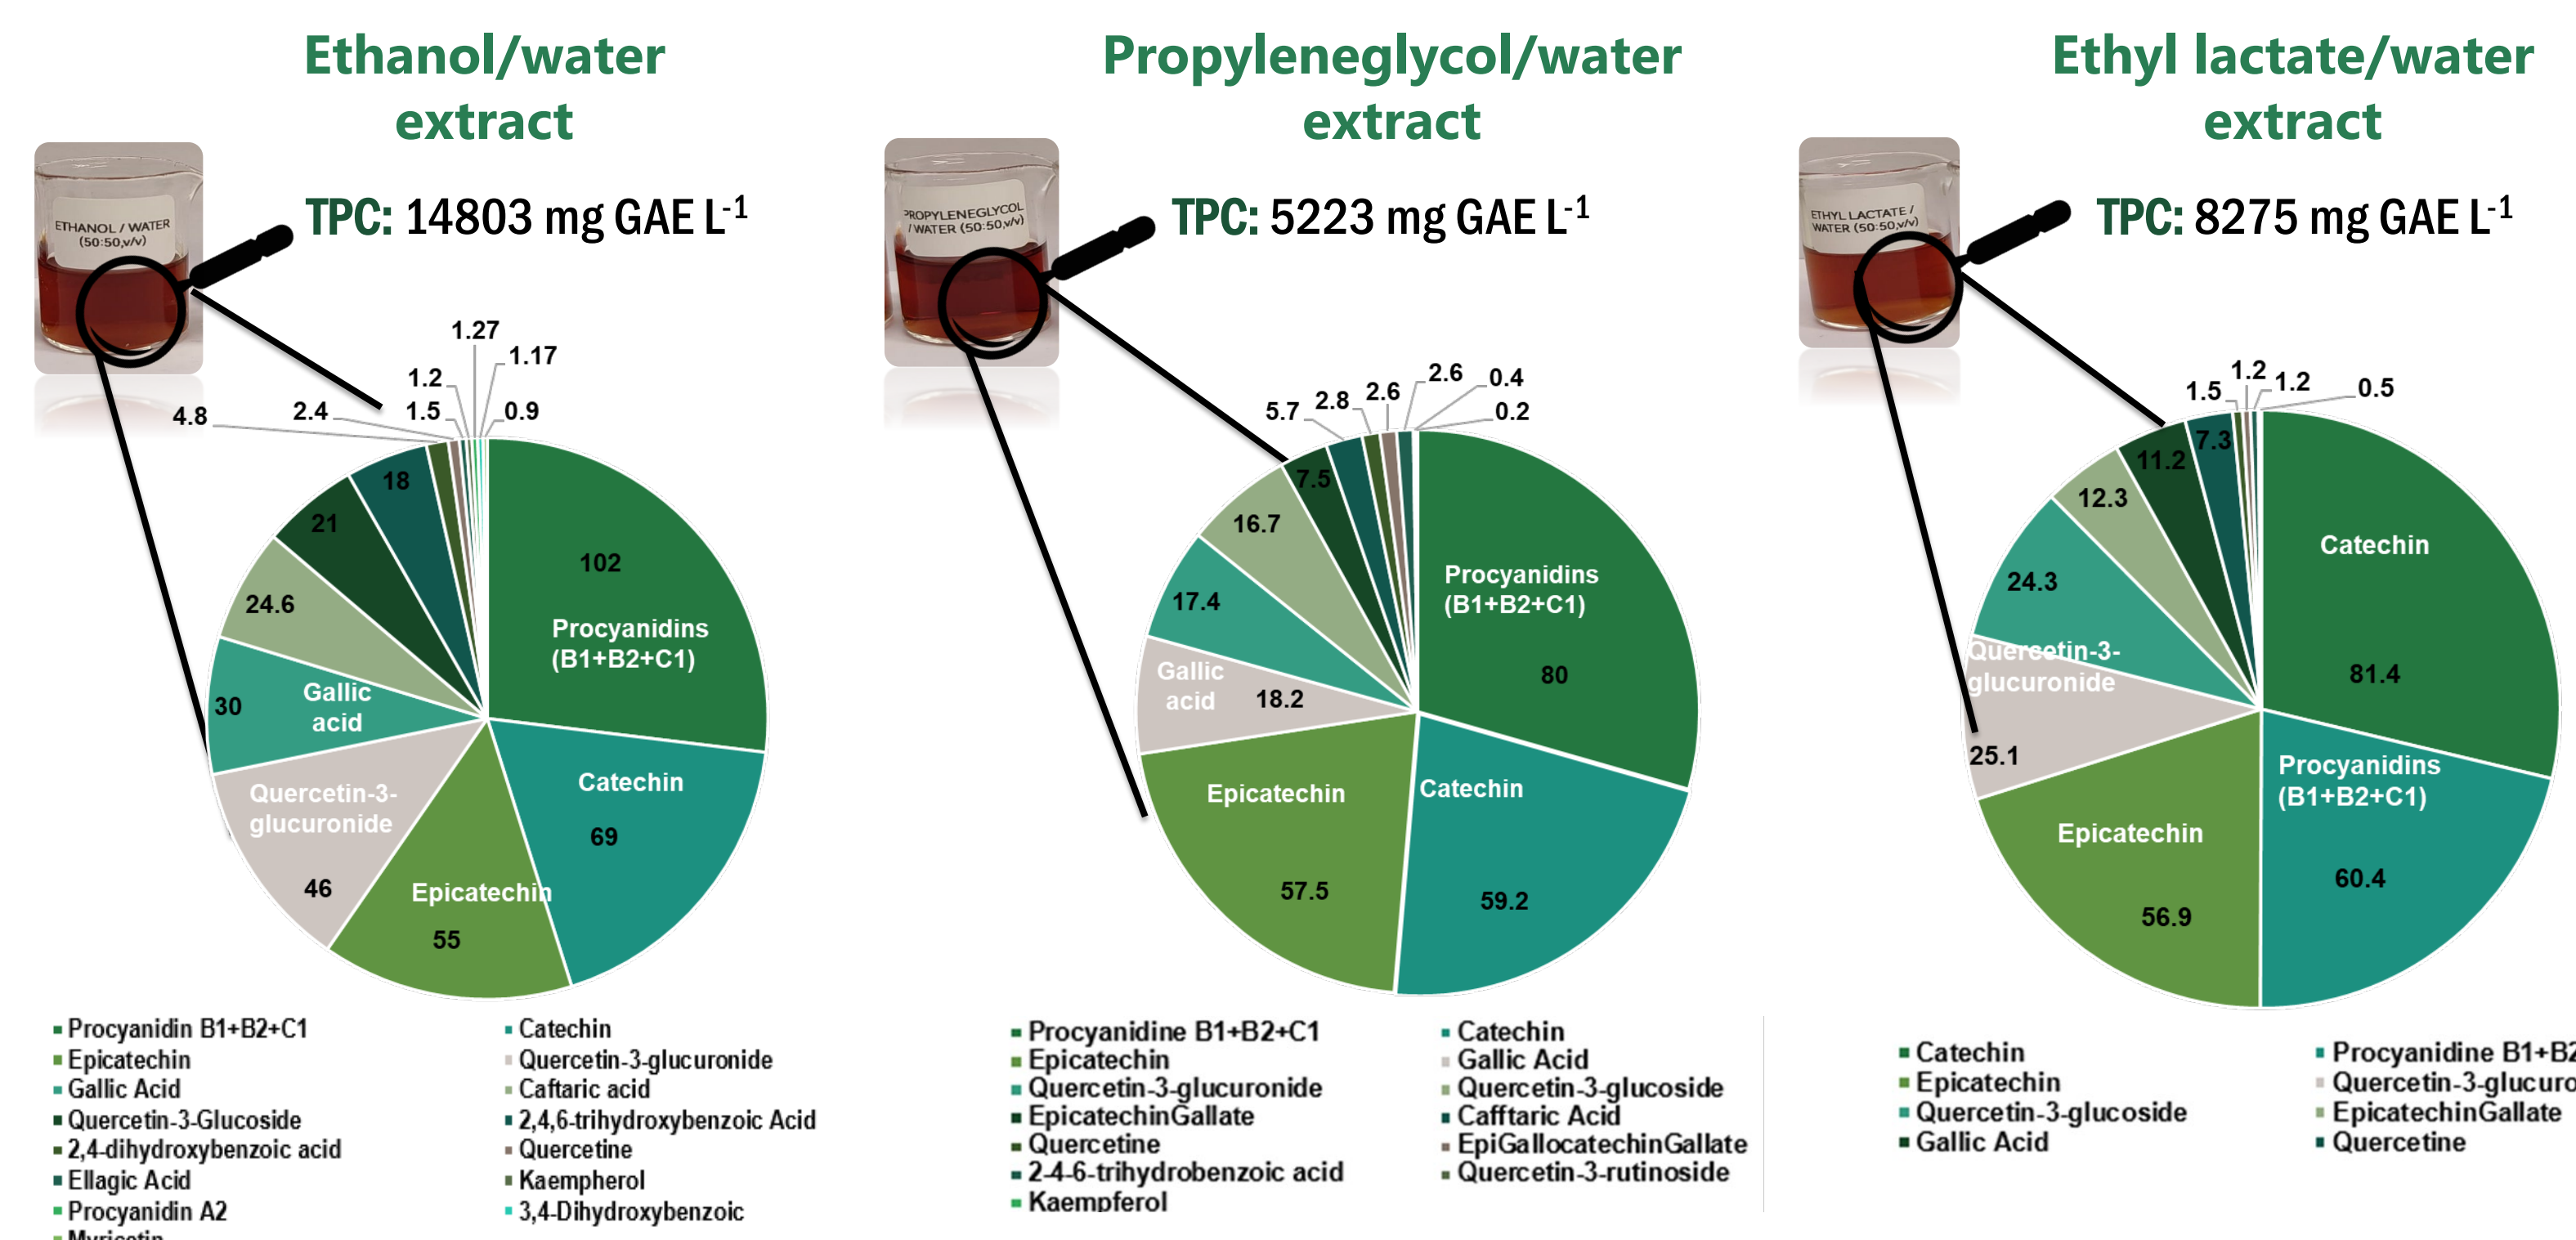 Ethanol/water
extract
TPC: 14803 mg GAE L-1
ETHANOL / WATER
(50:50,v/v)
1.27
1.17
1.2
4.8
2.4
1.5
0.9
18
21
102
24.6
Procyanidins
(B1+B2+C1)
30
Gallic
acid
Catechin
Quercetin-3-
glucuronide
69
46
Epicatechin
55
Procyanidin B1+B2+C1
Catechin
Epicatechin
Quercetin-3-glucuronide
Gallic Acid
Caftaric acid
Quercetin-3-Glucoside
2,4,6-trihydroxybenzoic Acid
2,4-dihydroxybenzoic acid
Quercetine
Ellagic Acid
Kaempherol
Procyanidin A2
3,4-Dihydroxybenzoic
Myricetin
Propyleneglycol/water
extract
TPC: 5223 mg GAE L-1
PROPYLENEGLYCOL
/ WATER (50:50,v/v)
2.6
0.4
5.7
2.8
2.6
0.2
7.5
16.7
Procyanidins
(B1+B2+C1)
17.4
80
Gallic
acid
18.2
Epicatechin
Catechin
57.5
59.2
Procyanidine B1+B2+C1
Catechin
Epicatechin
Gallic Acid
Quercetin-3-glucuronide
Quercetin-3-glucoside
EpicatechinGallate
Cafftaric Acid
Quercetine
EpiGallocatechinGallate
2-4-6-trihydrobenzoic acid
Quercetin-3-rutinoside
Kaempferol
Ethyl lactate/water
extract
TPC: 8275 mg GAE L-1
ETHYL LACTATE /
WATER (50:50,v/v)
1.2
1.5
1.2
0.5
7.3
11.2
12.3
Catechin
24.3
Quercetin-3-
glucuronide
81.4
25.1
Procyanidins
(B1+B2+C1)
Epicatechin
60.4
56.9
Catechin
Procyanidine B1+B2
Epicatechin
Quercetin-3-glucuro
Quercetin-3-glucoside
EpicatechinGallate
Gallic Acid
Quercetine